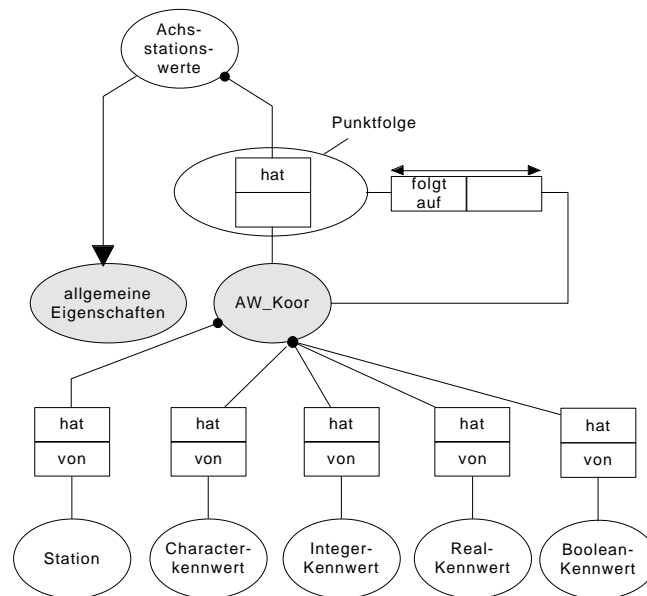 Achs-
stations-
werte
Punktfolge
hat
folgt
auf
allgemeine
Eigenschaften
AW_Koor
hat
hat
hat
hat
hat
von
von
von
von
von
Station
Character-
kennwert
Integer-
Kennwert
Real-
Kennwert
Boolean-
Kennwert